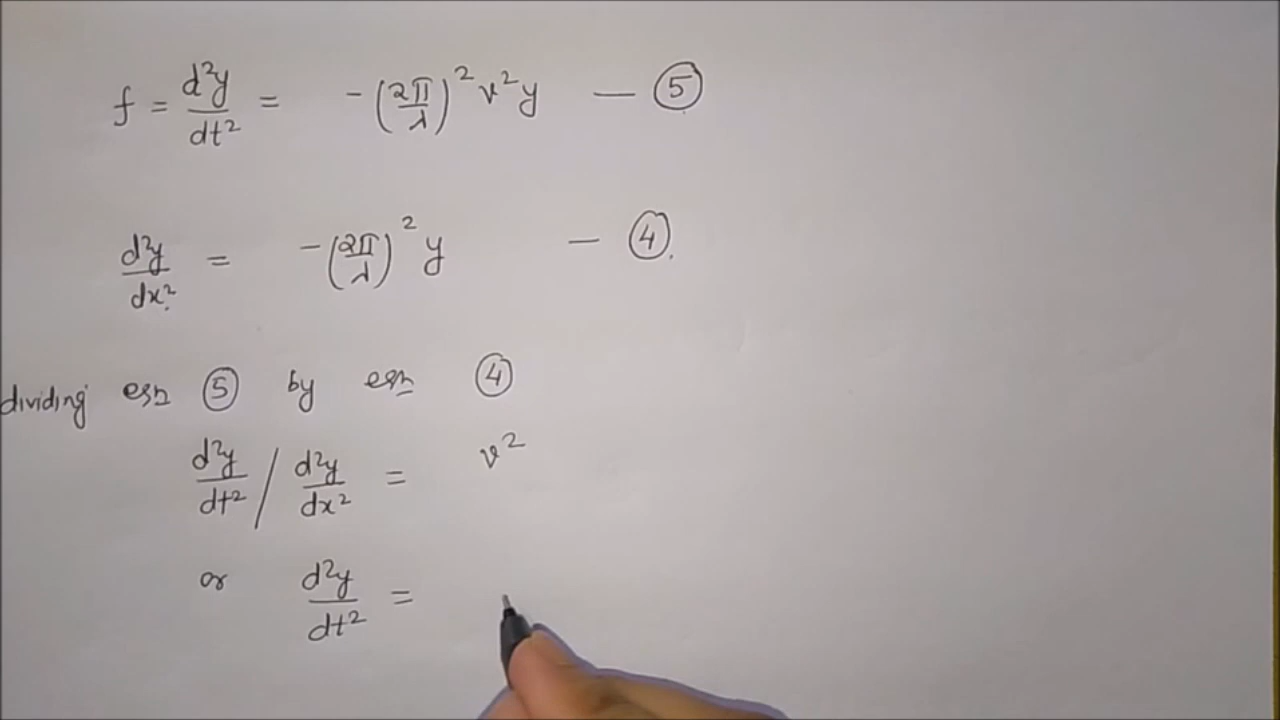 f = d²y/dt² = -(2π/λ)² v²y — ⑤
d²y/dx² = -(2π/λ)² y — ④
dividing eqn ⑤ by eqn ④
d²y/dt² / d²y/dx² = v²
or d²y/dt² =